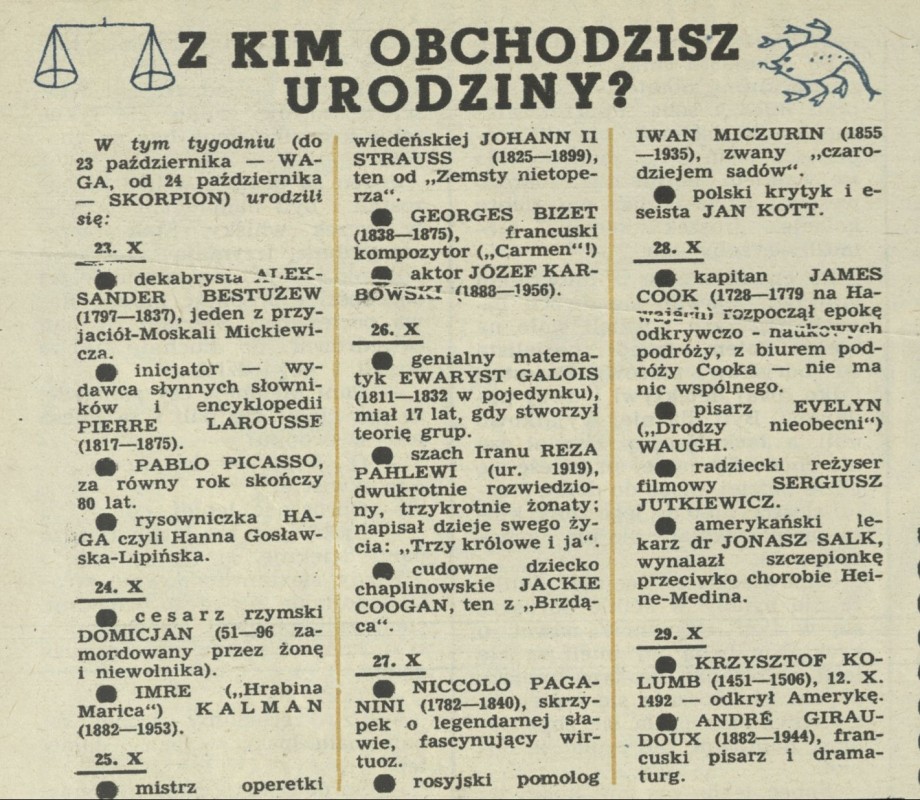 Z KIM OBCHODZISZ
URODZINY?
W tym tygodniu (do
23 października — WA-
GA, od 24 października
— SKORPION) urodzili
się:
23. X
● dekabrysta ALEK-
SANDER BESTUŻEW
(1797—1837), jeden z przy-
jaciół-Moskali Mickiewi-
cza.
● inicjator — wy-
dawca słynnych słowni-
ków i encyklopedii
PIERRE LAROUSSE
(1817—1875).
● PABLO PICASSO,
za równy rok skończy
80 lat.
● rysowniczka HA-
GA czyli Hanna Gosław-
ska-Lipińska.
24. X
● cesarz rzymski
DOMICJAN (51—96 za-
mordowany przez żonę
i niewolnika).
● IMRE („Hrabina
Marica“) KALMAN
(1882—1953).
25. X
● mistrz operetki
wiedeńskiej JOHANN II
STRAUSS (1825—1899),
ten od „Zemsty nietope-
rza“.
● GEORGES BIZET
(1838—1875), francuski
kompozytor („Carmen“!)
● aktor JÓZEF KAR-
BOWSKI (1883—1956).
26. X
● genialny matema-
tyk EWARYST GALOIS
(1811—1832 w pojedynku),
miał 17 lat, gdy stworzył
teorię grup.
● szach Iranu REZA
PAHLEWI (ur. 1919),
dwukrotnie rozwiedzio-
ny, trzykrotnie żonaty;
napisał dzieje swego ży-
cia: „Trzy królowe i ja“.
● cudowne dziecko
chaplinowskie JACKIE
COOGAN, ten z „Brzdą-
ca“.
27. X
● NICCOLO PAGA-
NINI (1782—1840), skrzy-
pek o legendarnej sła-
wie, fascynujący wir-
tuoz.
● rosyjski pomolog
IWAN MICZURIN (1855
—1935), zwany „czaro-
dziejem sadów“.
● polski krytyk i e-
seista JAN KOTT.
28. X
● kapitan JAMES
COOK (1728—1779 na Ha-
wajach) rozpoczął epokę
odkrywczo - naukowych
podróży, z biurem pod-
róży Cooka — nie ma
nic wspólnego.
● pisarz EVELYN
(„Drodzy nieobecni“)
WAUGH.
● radziecki reżyser
filmowy SERGIUSZ
JUTKIEWICZ.
● amerykański le-
karz dr JONASZ SALK,
wynalazł szczepionkę
przeciwko chorobie Hei-
ne-Medina.
29. X
● KRZYSZTOF KO-
LUMB (1451—1506), 12. X.
1492 — odkrył Amerykę.
● ANDRÉ GIRAU-
DOUX (1882—1944), fran-
cuski pisarz i drama-
turg.